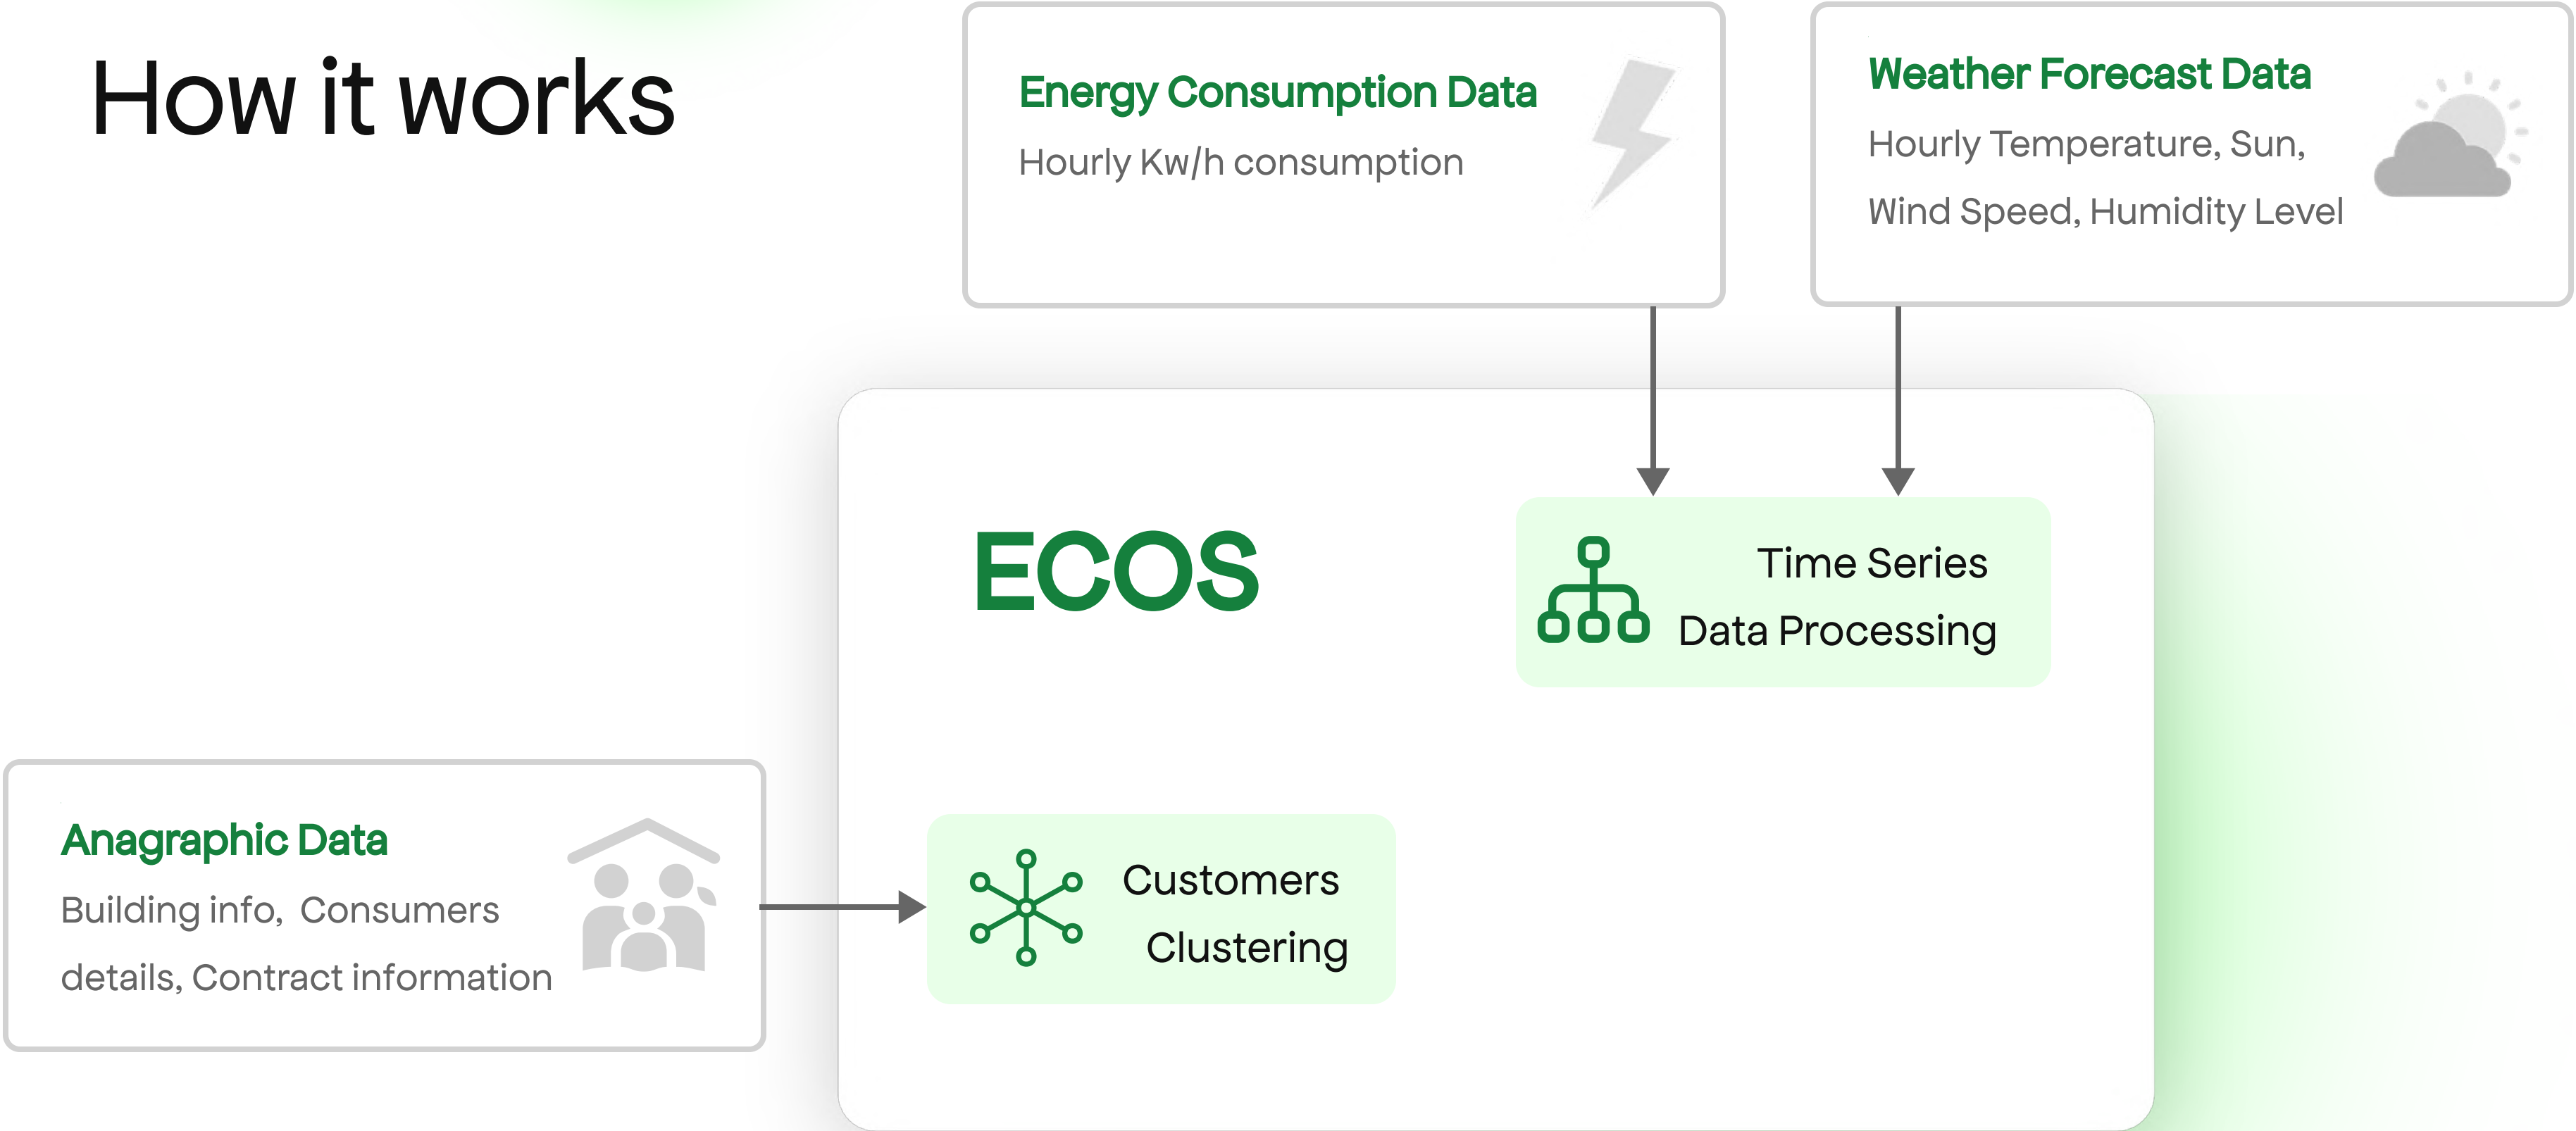 How it works
Energy Consumption Data
Hourly Kw/h consumption
Weather Forecast Data
Hourly Temperature, Sun,
Wind Speed, Humidity Level
ECOS
Time Series
Data Processing
Anagraphic Data
Building info,  Consumers
details, Contract information
Customers
Clustering